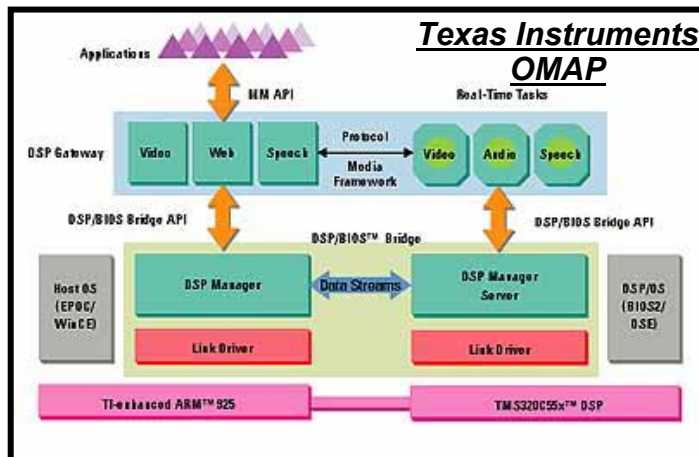 Texas Instruments
OMAP
Applications
MM API
Real-Time Tasks
DSP Gateway
Video
Web
Speech
Protocol
Media
Framework
Video
Audio
Speech
DSP/BIOS Bridge API
DSP/BIOS Bridge API
DSP/BIOS™ Bridge
Host OS
(EPOC/
WinCE)
DSP Manager
Data Streams
DSP Manager
Server
DSP/OS
(BIOS2/
OSE)
Link Driver
Link Driver
TI-enhanced ARM™925
TMS320C55x™ DSP